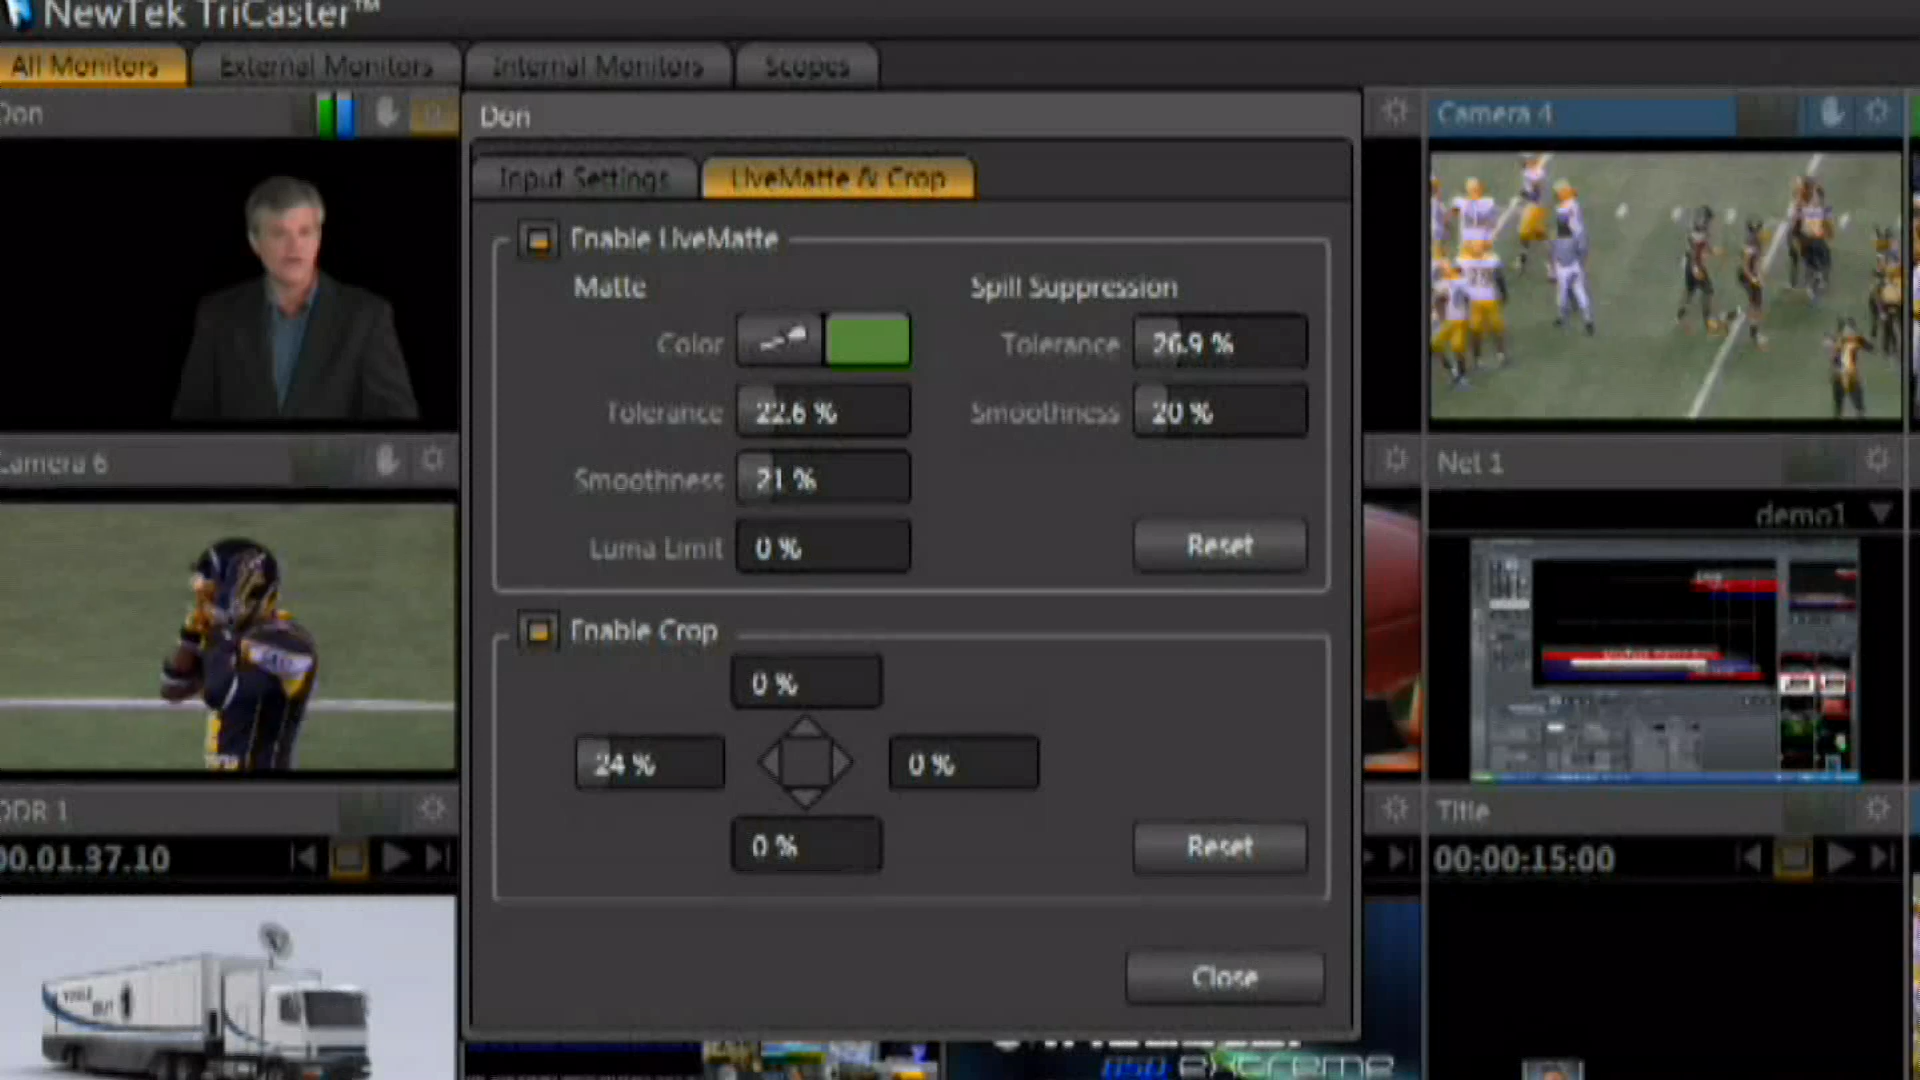 NewTek TriCaster™
All Monitors
External Monitors
Internal Monitors
Scopes
Don
Don
Camera 4
Input Settings
LiveMatte & Crop
Enable LiveMatte
Matte
Spill Suppression
Color
Tolerance
26.9 %
Tolerance
22.6 %
Smoothness
20 %
Camera 6
Net 1
Smoothness
21 %
demo1
Luma Limit
0 %
Reset
Enable Crop
0 %
24 %
0 %
DDR 1
Title
0 %
Reset
00.01.37.10
00:00:15:00
Close
850 extreme